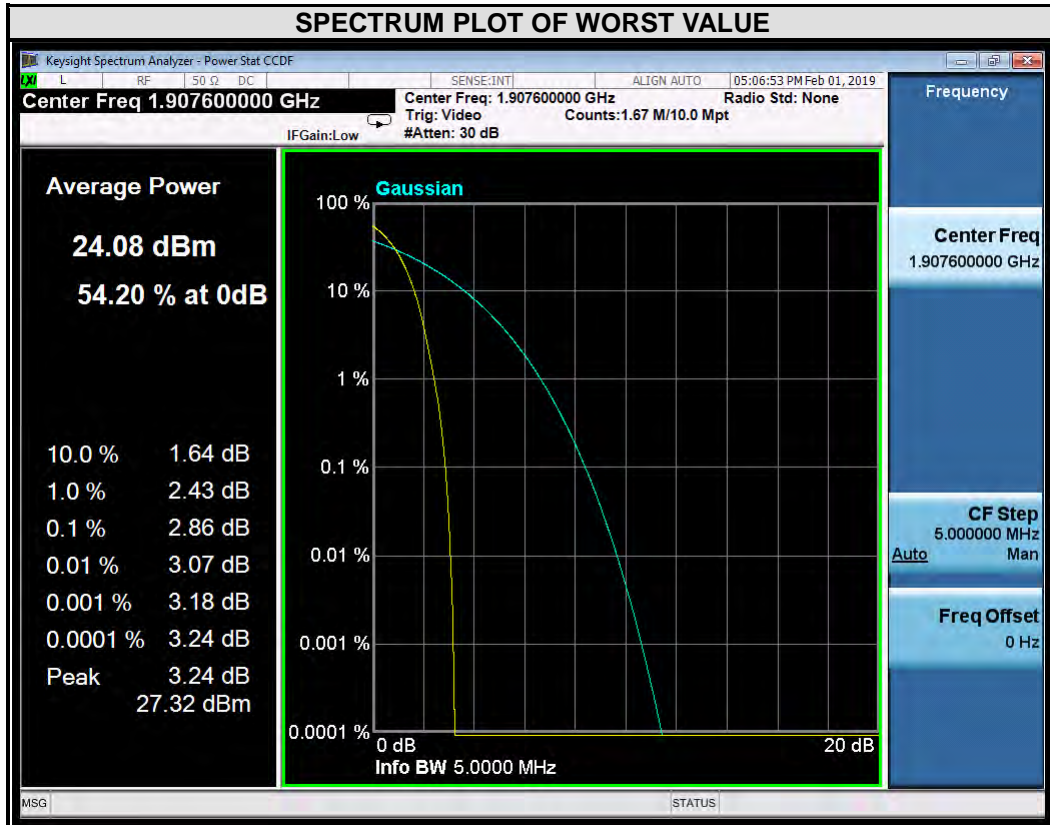 SPECTRUM PLOT OF WORST VALUE
Keysight Spectrum Analyzer - Power Stat CCDF
LXI L RF 50 Ω DC SENSE:INT ALIGN AUTO 05:06:53 PM Feb 01, 2019
Center Freq 1.907600000 GHz
Center Freq: 1.907600000 GHz Radio Std: None
Trig: Video Counts:1.67 M/10.0 Mpt
IFGain:Low #Atten: 30 dB
Frequency
Average Power
24.08 dBm
54.20 % at 0dB
10.0 % 1.64 dB
1.0 % 2.43 dB
0.1 % 2.86 dB
0.01 % 3.07 dB
0.001 % 3.18 dB
0.0001 % 3.24 dB
Peak 3.24 dB
27.32 dBm
Gaussian
100 %
10 %
1 %
0.1 %
0.01 %
0.001 %
0.0001 %
0 dB 20 dB
Info BW 5.0000 MHz
Center Freq
1.907600000 GHz
CF Step
5.000000 MHz
Auto Man
Freq Offset
0 Hz
MSG STATUS